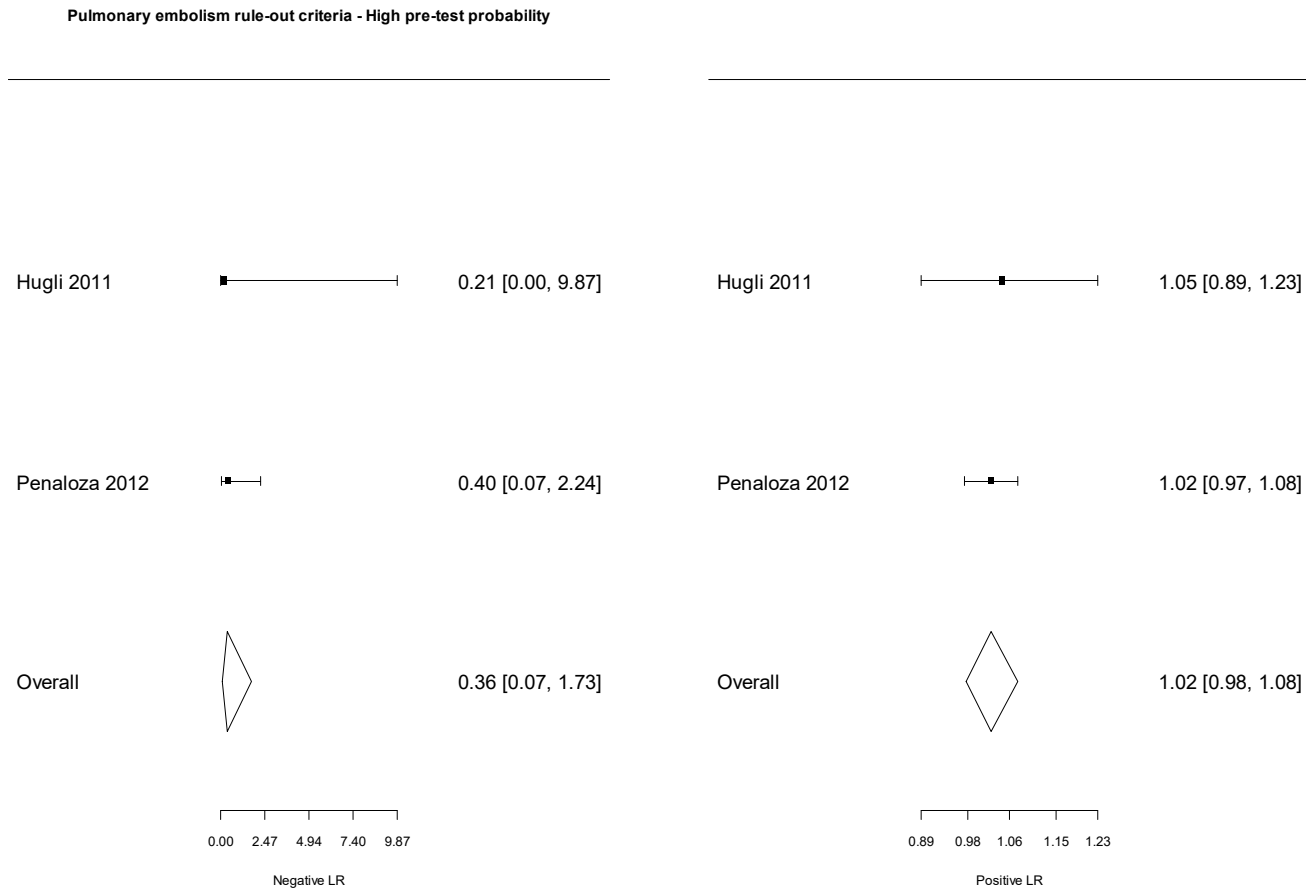 Pulmonary embolism rule-out criteria - High pre-test probability
Hugli 2011 0.21 [0.00, 9.87]
Penaloza 2012 0.40 [0.07, 2.24]
Overall 0.36 [0.07, 1.73]
0.00 2.47 4.94 7.40 9.87
Negative LR
Hugli 2011 1.05 [0.89, 1.23]
Penaloza 2012 1.02 [0.97, 1.08]
Overall 1.02 [0.98, 1.08]
0.89 0.98 1.06 1.15 1.23
Positive LR